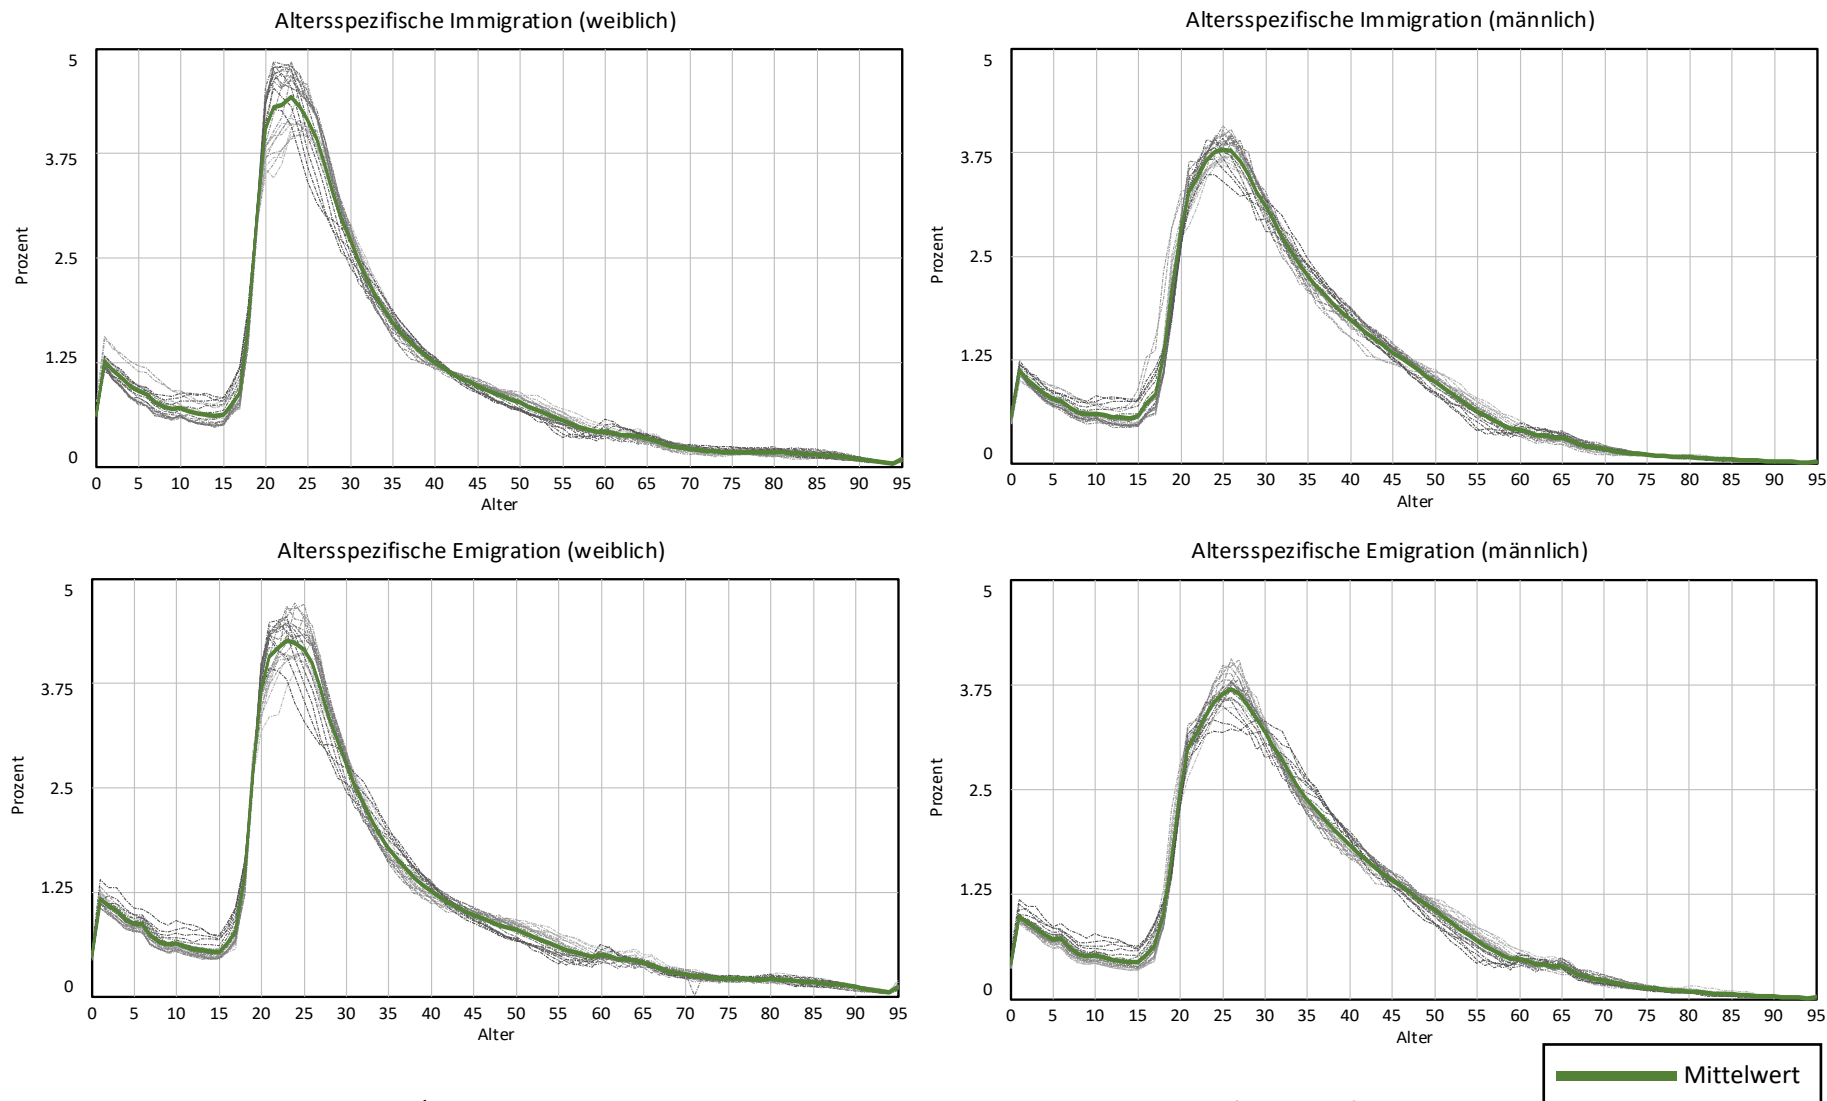 Altersspezifische Immigration (weiblich)
5
3.75
2.5
1.25
0
Prozent
0 5 10 15 20 25 30 35 40 45 50 55 60 65 70 75 80 85 90 95
Alter
Altersspezifische Immigration (männlich)
5
3.75
2.5
1.25
0
Prozent
0 5 10 15 20 25 30 35 40 45 50 55 60 65 70 75 80 85 90 95
Alter
Altersspezifische Emigration (weiblich)
5
3.75
2.5
1.25
0
Prozent
0 5 10 15 20 25 30 35 40 45 50 55 60 65 70 75 80 85 90 95
Alter
Altersspezifische Emigration (männlich)
5
3.75
2.5
1.25
0
Prozent
0 5 10 15 20 25 30 35 40 45 50 55 60 65 70 75 80 85 90 95
Alter
Mittelwert